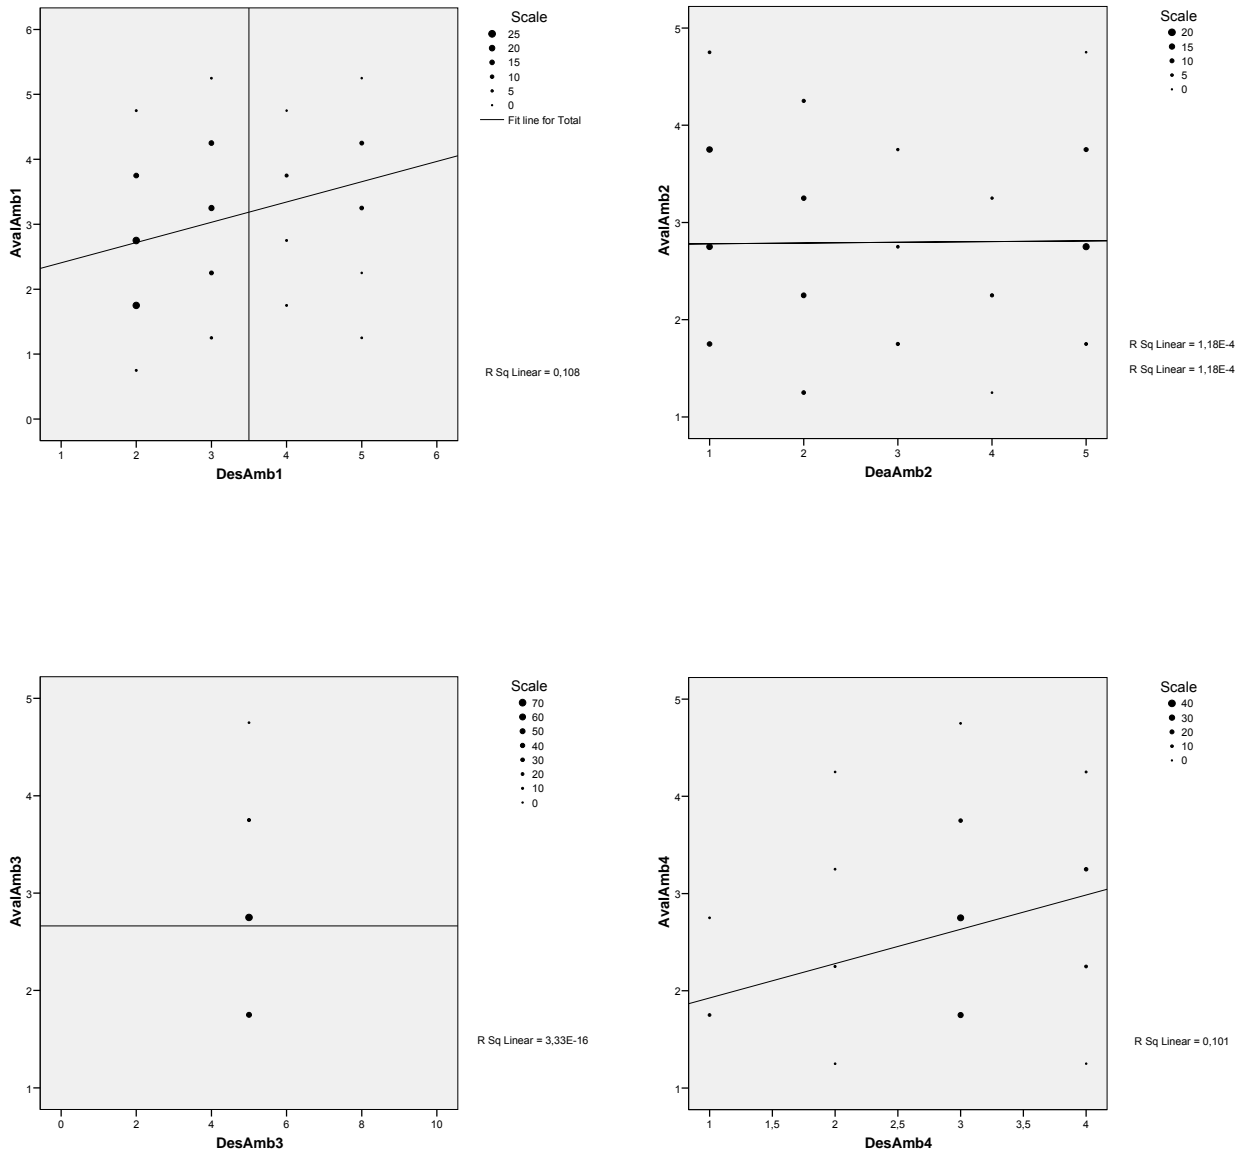 Scale
25
20
15
10
5
0
Fit line for Total
6
5
4
3
2
1
0
AvalAmb1
1 2 3 4 5 6
DesAmb1
R Sq Linear = 0,108
Scale
20
15
10
5
0
5
4
3
2
1
AvalAmb2
1 2 3 4 5
DeaAmb2
R Sq Linear = 1,18E-4
R Sq Linear = 1,18E-4
Scale
70
60
50
40
30
20
10
0
5
4
3
2
1
AvalAmb3
0 2 4 6 8 10
DesAmb3
R Sq Linear = 3,33E-16
Scale
40
30
20
10
0
5
4
3
2
1
AvalAmb4
1 1,5 2 2,5 3 3,5 4
DesAmb4
R Sq Linear = 0,101